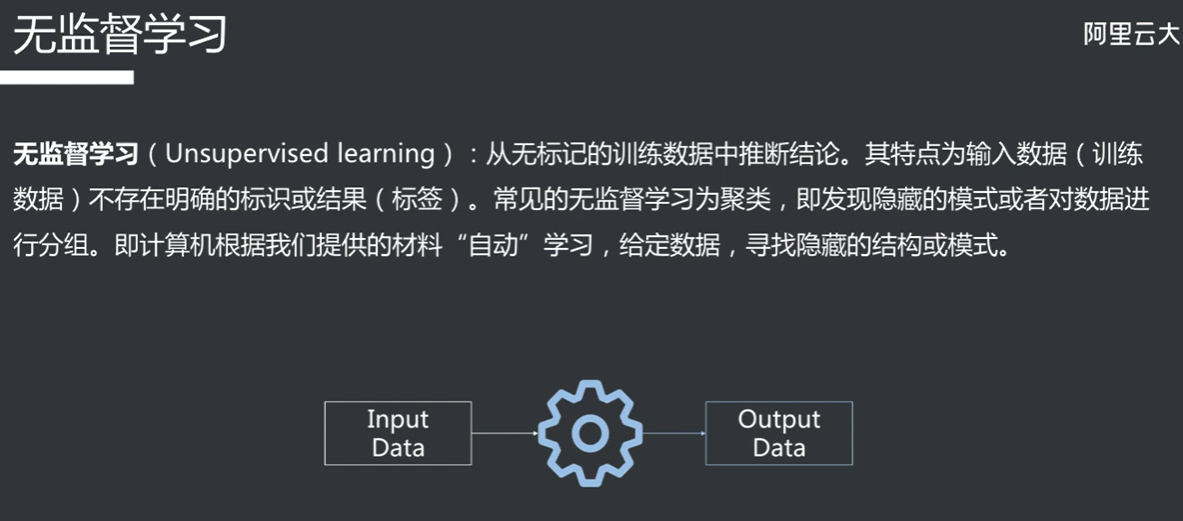 无监督学习
阿里云大
无监督学习（Unsupervised learning）：从无标记的训练数据中推断结论。其特点为输入数据（训练
数据）不存在明确的标识或结果（标签）。常见的无监督学习为聚类，即发现隐藏的模式或者对数据进
行分组。即计算机根据我们提供的材料“自动”学习，给定数据，寻找隐藏的结构或模式。
Input
Data
Output
Data